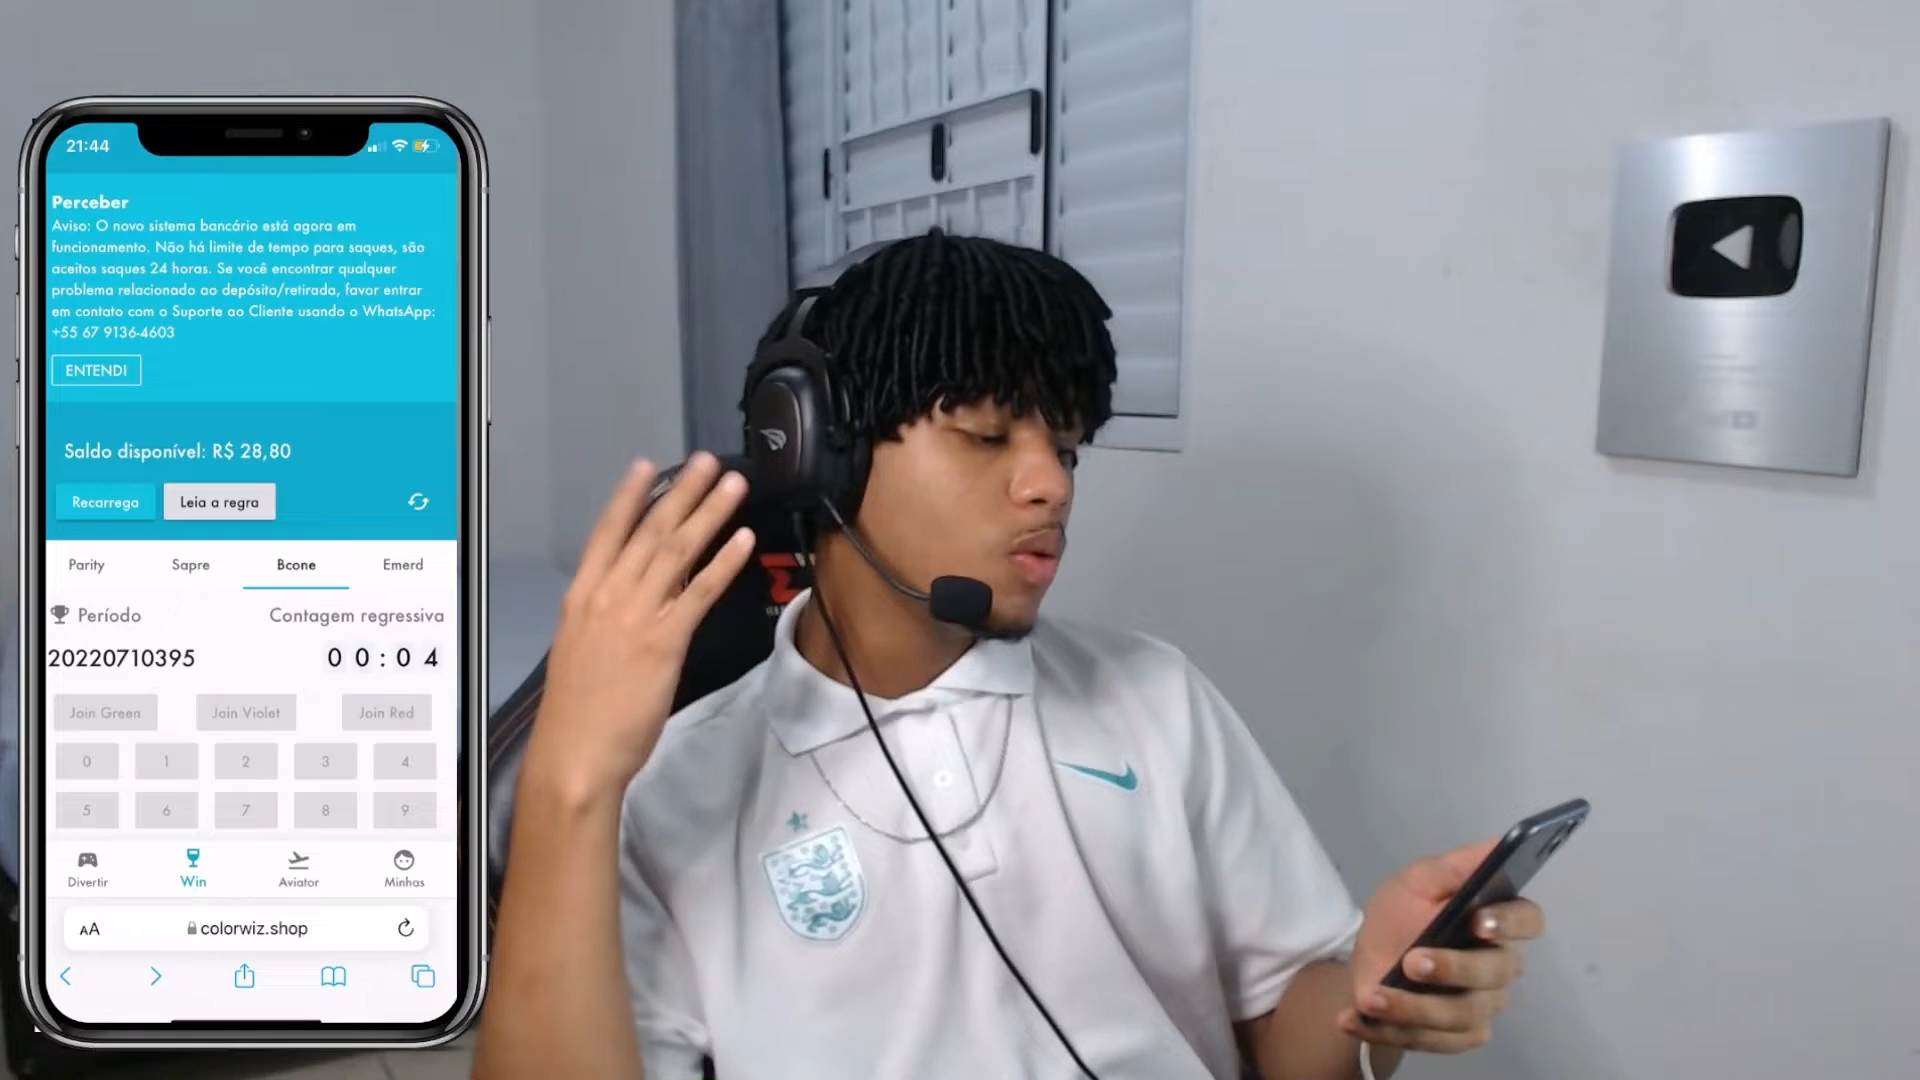 21:44
Perceber
Aviso: O novo sistema bancário está agora em
funcionamento. Não há limite de tempo para saques, são
aceitos saques 24 horas. Se você encontrar qualquer
problema relacionado ao depósito/retirada, favor entrar
em contato com o Suporte ao Cliente usando o WhatsApp:
+55 67 9136-4603
ENTENDI
Saldo disponível: R$ 28,80
Recarrega Leia a regra
Parity Sapre Bcone Emerd
Período Contagem regressiva
20220710395 00:04
Join Green Join Violet Join Red
0 1 2 3 4
5 6 7 8 9
Divertir Win Aviator Minhas
AA colorwiz.shop